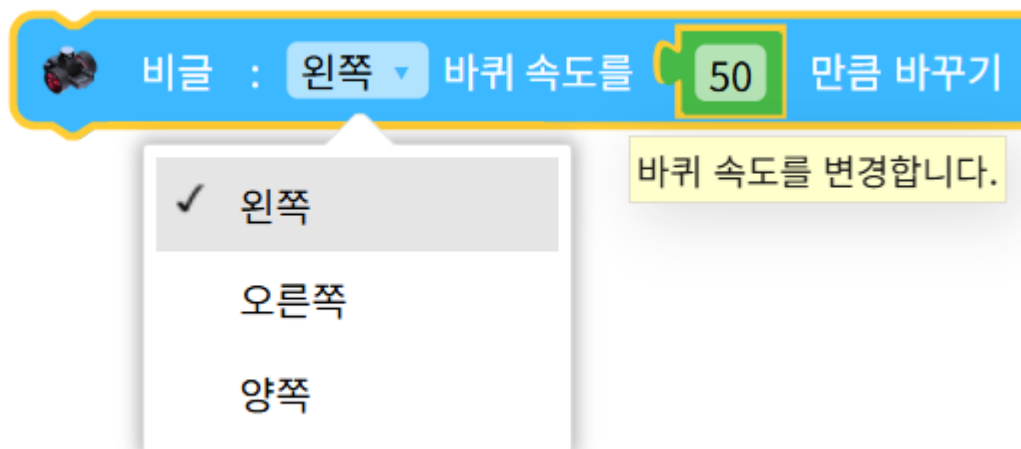 비글 : 왼쪽 바퀴 속도를 50 만큼 바꾸기
바퀴 속도를 변경합니다.
왼쪽
오른쪽
양쪽